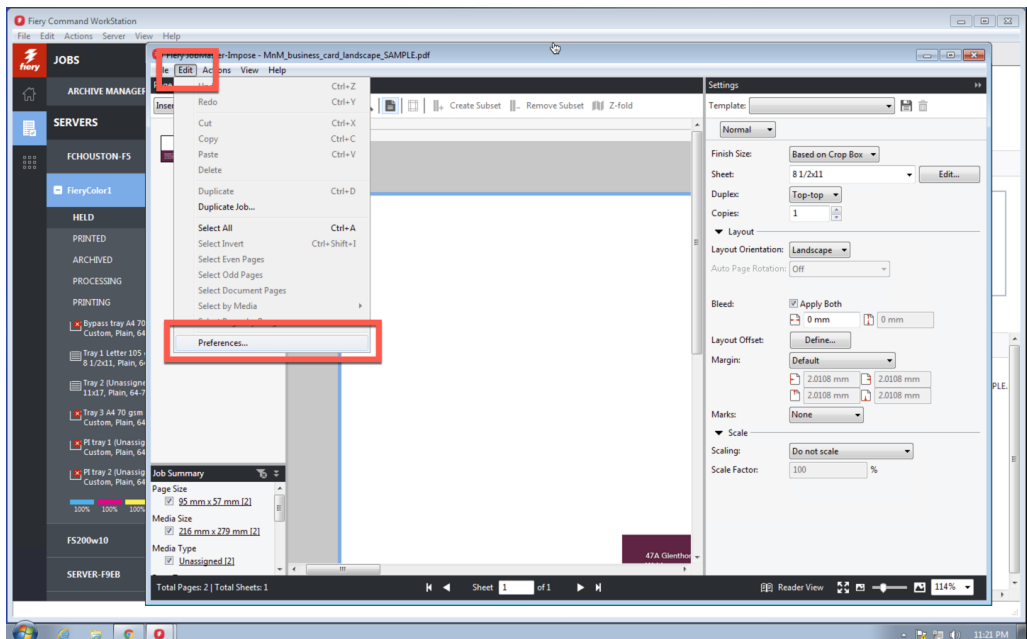 Fiery Command WorkStation
File Edit Actions Server View Help
fiery
JOBS
ARCHIVE MANAGER
SERVERS
FCHOUSTON-F5
FieryColor1
HELD
PRINTED
ARCHIVED
PROCESSING
PRINTING
Bypass tray A4 70
Custom, Plain, 64
Tray 1 Letter 105
8 1/2x11, Plain, 6
Tray 2 (Unassigne
11x17, Plain, 64-7
Tray 3 A4 70 gsm
Custom, Plain, 64
PI tray 1 (Unassig
Custom, Plain, 64
PI tray 2 (Unassig
Custom, Plain, 64
100% 100% 100%
FS200w10
SERVER-F9EB
Fiery JobMaster-Impose - MnM_business_card_landscape_SAMPLE.pdf
Edit Actions View Help
Ctrl+Z
Redo Ctrl+Y
Cut Ctrl+X
Copy Ctrl+C
Paste Ctrl+V
Delete
Duplicate Ctrl+D
Duplicate Job...
Select All Ctrl+A
Select Invert Ctrl+Shift+I
Select Even Pages
Select Odd Pages
Select Document Pages
Select by Media
Preferences...
Create Subset Remove Subset Z-fold
47A Glenthor
Job Summary
Page Size
95 mm x 57 mm [2]
Media Size
216 mm x 279 mm [2]
Media Type
Unassigned [2]
Total Pages: 2 | Total Sheets: 1
Sheet 1 of 1
Reader View 114%
Settings
Template:
Normal
Finish Size: Based on Crop Box
Sheet: 8 1/2x11 Edit...
Duplex: Top-top
Copies: 1
Layout
Layout Orientation: Landscape
Auto Page Rotation: Off
Bleed: Apply Both
0 mm 0 mm
Layout Offset: Define...
Margin: Default
2.0108 mm 2.0108 mm
2.0108 mm 2.0108 mm
Marks: None
Scale
Scaling: Do not scale
Scale Factor: 100 %
PLE.
11:21 PM